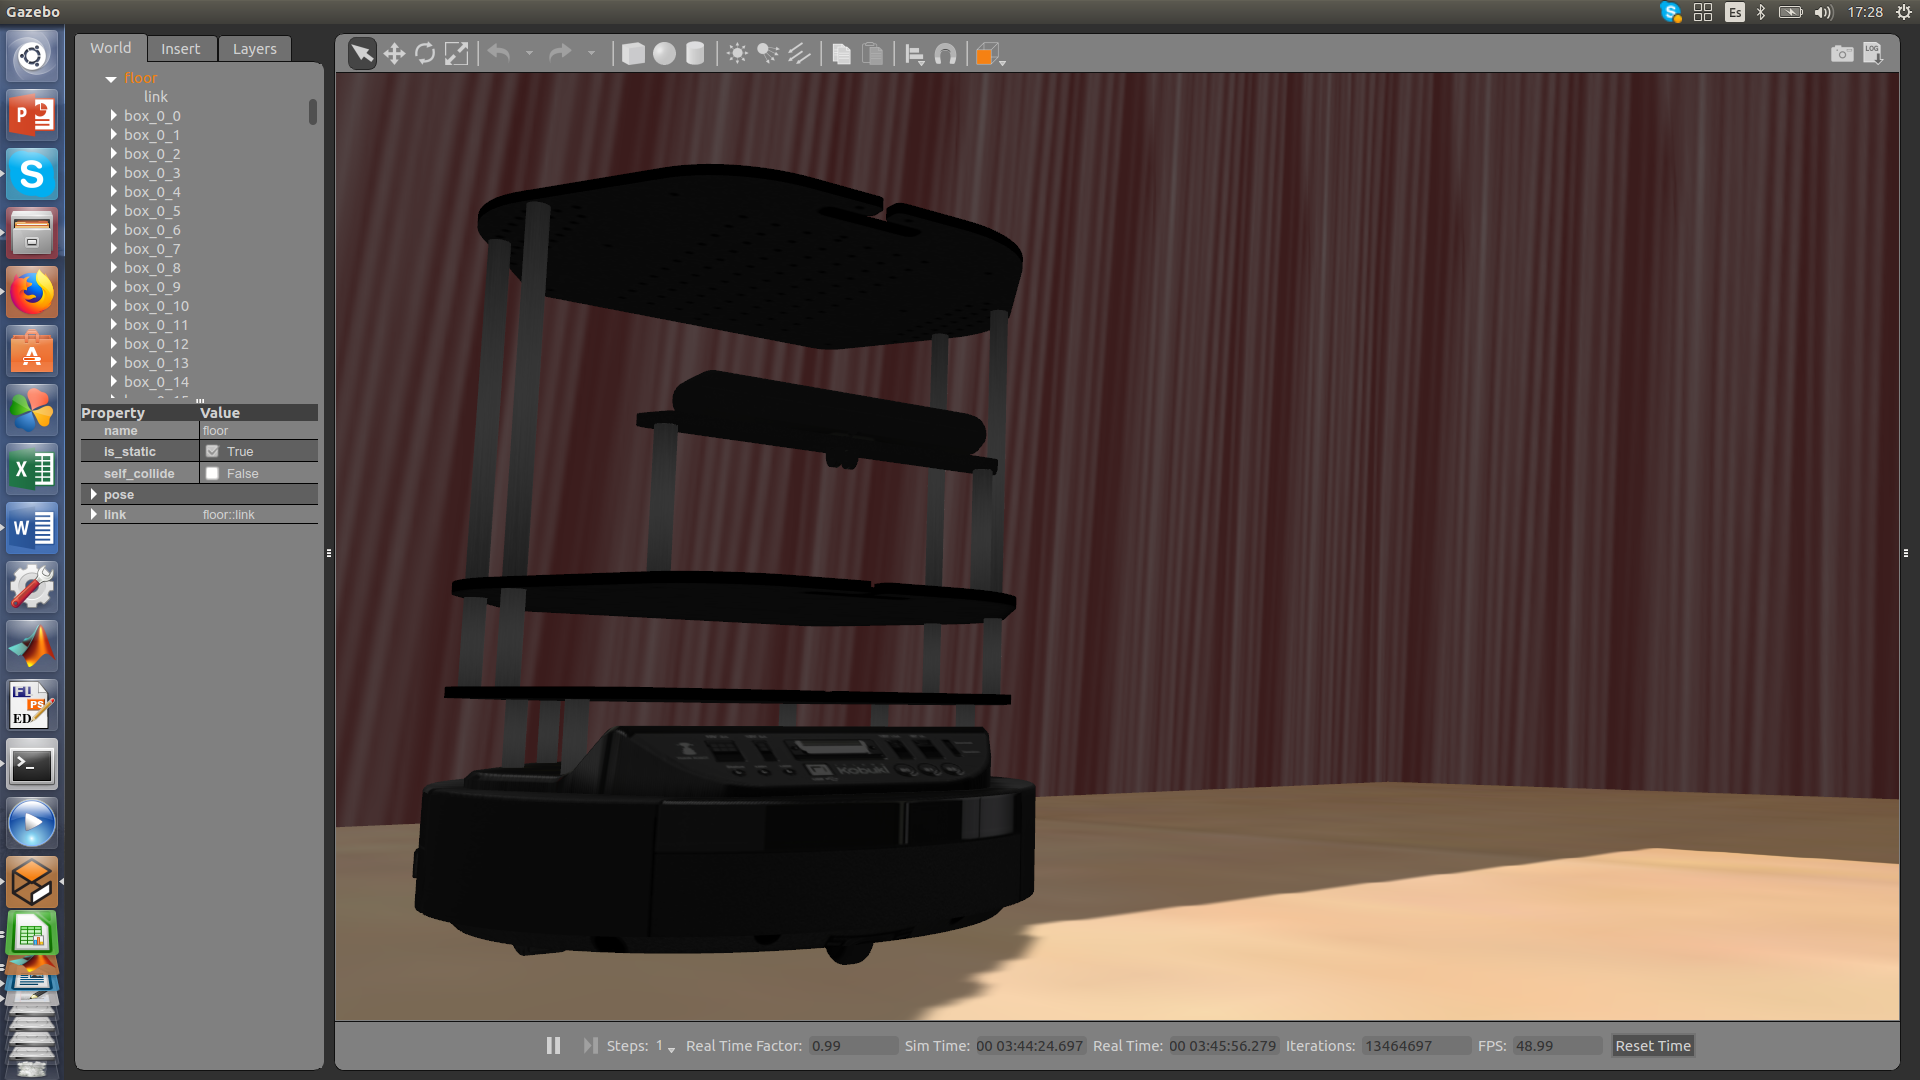 Gazebo
Es
17:28
World
Insert
Layers
LOG
floor
link
box_0_0
box_0_1
box_0_2
box_0_3
box_0_4
box_0_5
box_0_6
box_0_7
box_0_8
box_0_9
box_0_10
box_0_11
box_0_12
box_0_13
box_0_14
Property Value
name floor
is_static True
self_collide False
pose
link floor::link
Kobuki
Steps: 1 Real Time Factor: 0.99 Sim Time: 00 03:44:24.697 Real Time: 00 03:45:56.279 Iterations: 13464697 FPS: 48.99 Reset Time